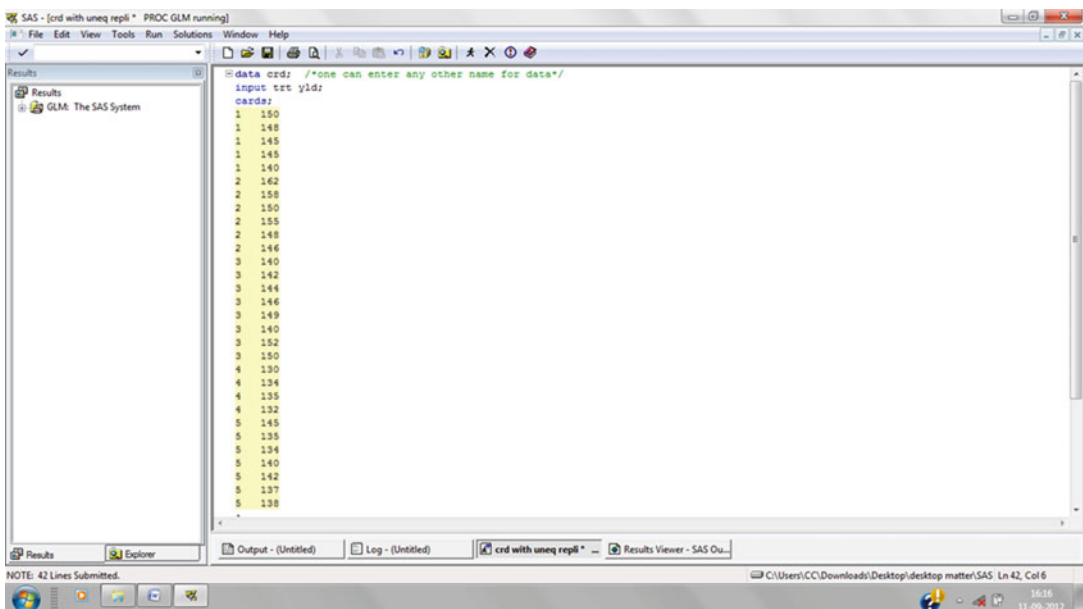 SAS - [crd with uneq repli * PROC GLM running]
File Edit View Tools Run Solutions Window Help
Results
Results
GLM: The SAS System
data crd; /*one can enter any other name for data*/
input trt yld;
cards;
1 150
1 148
1 145
1 145
1 140
2 162
2 158
2 150
2 155
2 148
2 146
3 140
3 142
3 144
3 146
3 149
3 140
3 152
3 150
4 130
4 134
4 135
4 132
5 145
5 135
5 134
5 140
5 142
5 137
5 138
Results
Explorer
Output - (Untitled)
Log - (Untitled)
crd with uneq repli * ...
Results Viewer - SAS Ou...
NOTE: 42 Lines Submitted.
C:\Users\CC\Downloads\Desktop\desktop matter\SAS
Ln 42, Col 6
16:16
11-09-2012